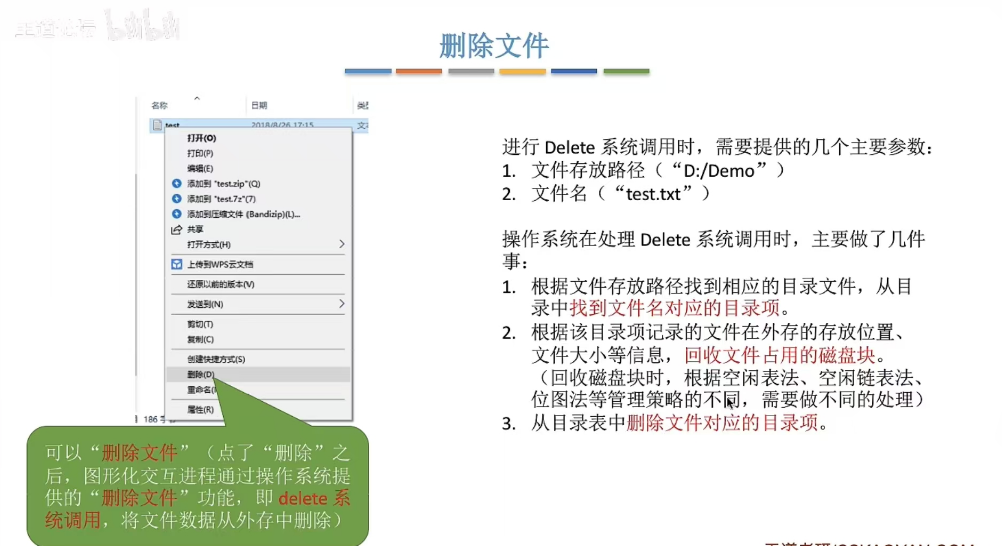 删除文件
名称 日期 类型
test 2018/8/26 17:15 文本
打开(O)
打印(P)
编辑(E)
添加到 "test.zip"(Q)
添加到 "test.7z"(7)
添加到压缩文件 (Bandizip)(L)...
共享
打开方式(H)
上传到WPS云文档
还原以前的版本(V)
发送到(N)
剪切(T)
复制(C)
创建快捷方式(S)
删除(D)
重命名(
属性(R)
186 字
可以“删除文件”（点了“删除”之
后，图形化交互进程通过操作系统提
供的“删除文件”功能，即 delete 系
统调用，将文件数据从外存中删除）
进行 Delete 系统调用时，需要提供的几个主要参数：
1. 文件存放路径（“D:/Demo”）
2. 文件名（“test.txt”）
操作系统在处理 Delete 系统调用时，主要做了几件
事：
1. 根据文件存放路径找到相应的目录文件，从目
录中找到文件名对应的目录项。
2. 根据该目录项记录的文件在外存的存放位置、
文件大小等信息，回收文件占用的磁盘块。
（回收磁盘块时，根据空闲表法、空闲链表法、
位图法等管理策略的不同，需要做不同的处理）
3. 从目录表中删除文件对应的目录项。